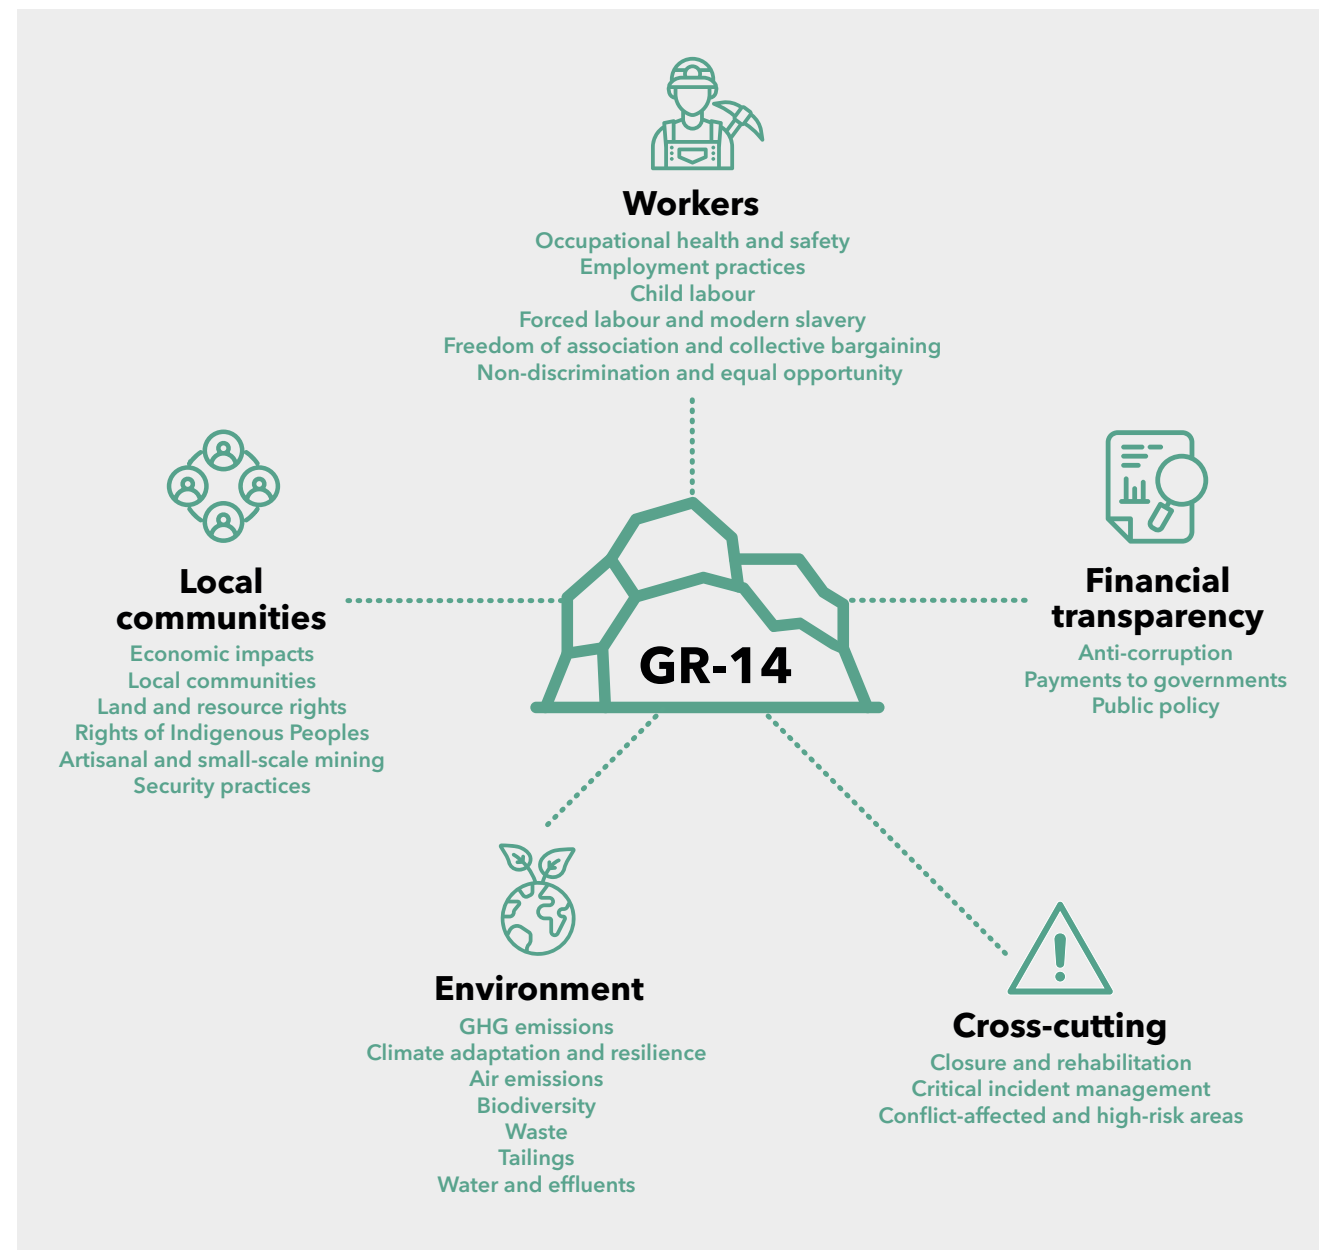 Workers
Occupational health and safety
Employment practices
Child labour
Forced labour and modern slavery
Freedom of association and collective bargaining
Non-discrimination and equal opportunity
Local
communities
Economic impacts
Local communities
Land and resource rights
Rights of Indigenous Peoples
Artisanal and small-scale mining
Security practices
GR-14
Financial
transparency
Anti-corruption
Payments to governments
Public policy
Environment
GHG emissions
Climate adaptation and resilience
Air emissions
Biodiversity
Waste
Tailings
Water and effluents
Cross-cutting
Closure and rehabilitation
Critical incident management
Conflict-affected and high-risk areas